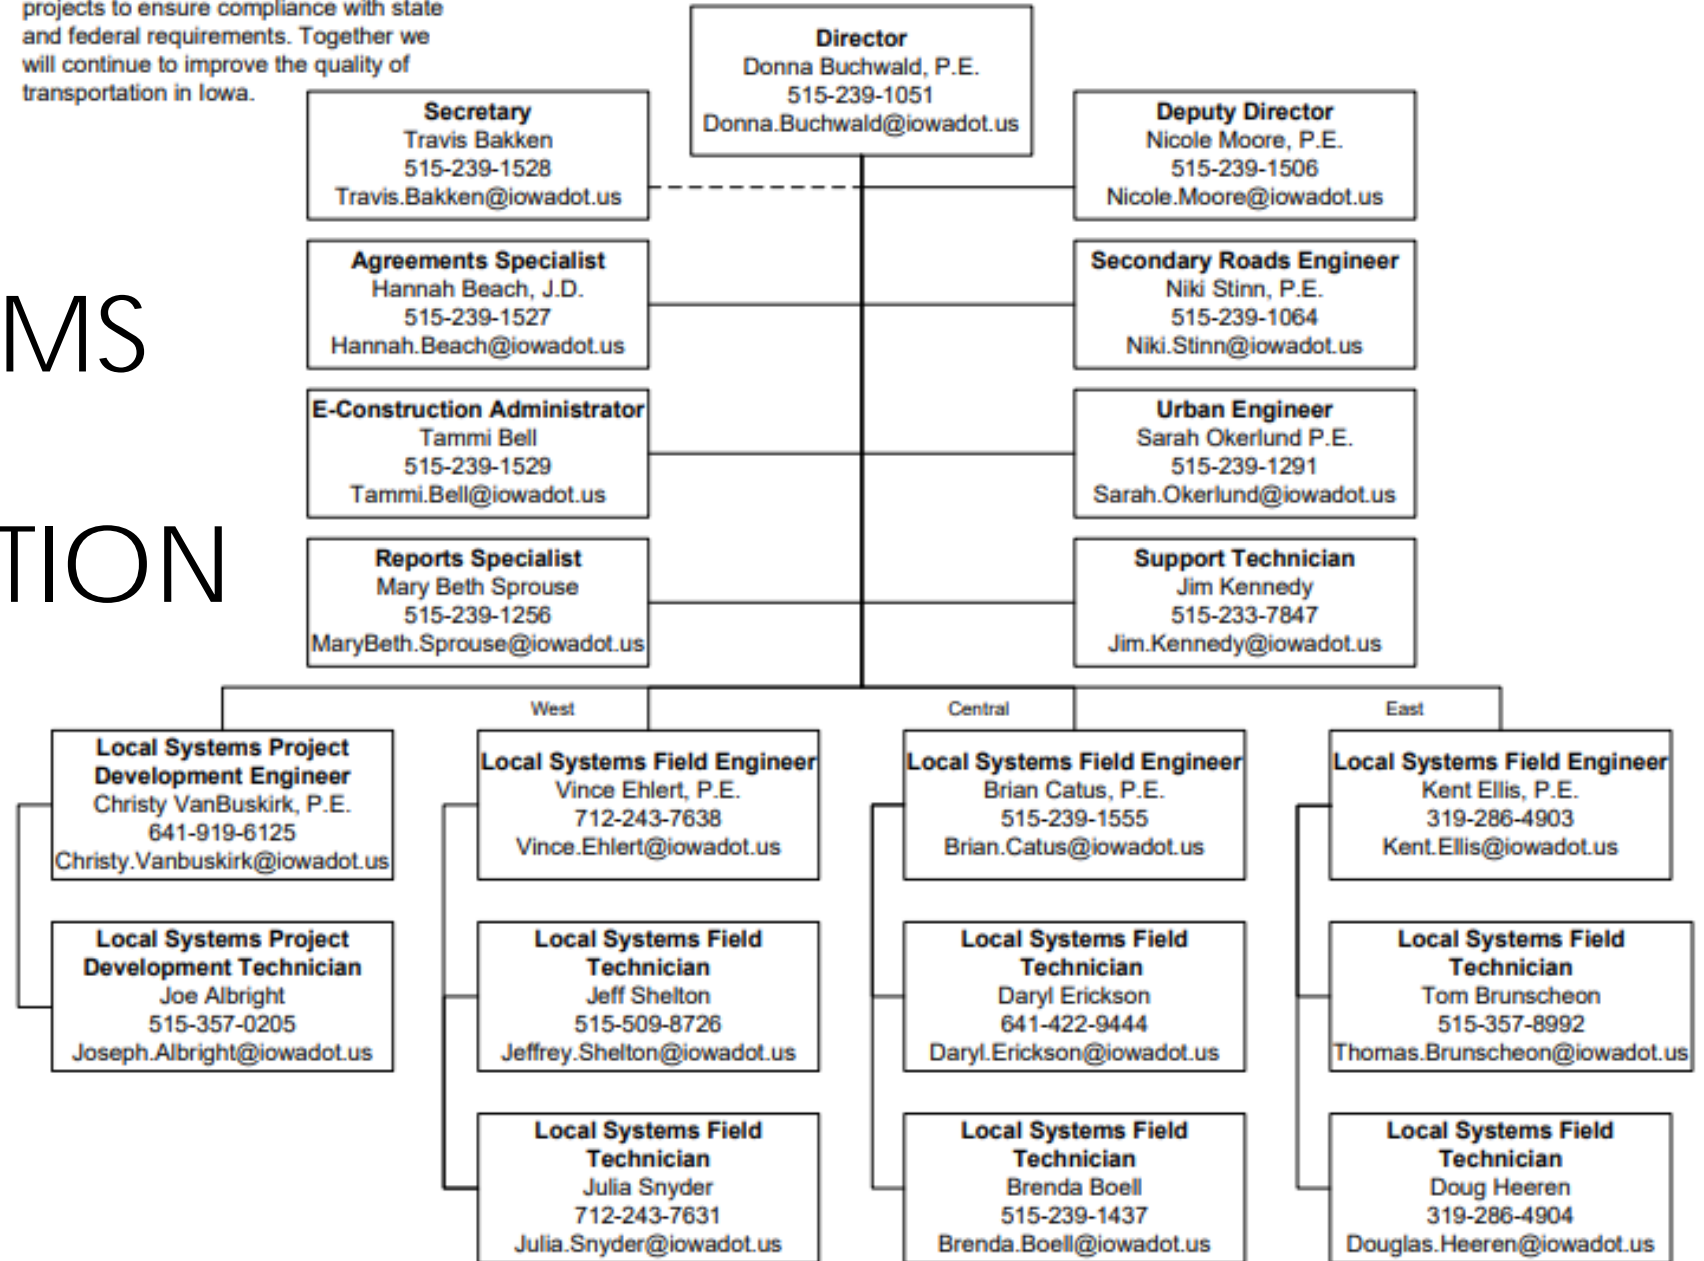 projects to ensure compliance with state
and federal requirements. Together we
will continue to improve the quality of
transportation in Iowa.
MS
TION
Director
Donna Buchwald, P.E.
515-239-1051
Donna.Buchwald@iowadot.us
Secretary
Travis Bakken
515-239-1528
Travis.Bakken@iowadot.us
Deputy Director
Nicole Moore, P.E.
515-239-1506
Nicole.Moore@iowadot.us
Agreements Specialist
Hannah Beach, J.D.
515-239-1527
Hannah.Beach@iowadot.us
Secondary Roads Engineer
Niki Stinn, P.E.
515-239-1064
Niki.Stinn@iowadot.us
E-Construction Administrator
Tammi Bell
515-239-1529
Tammi.Bell@iowadot.us
Urban Engineer
Sarah Okerlund P.E.
515-239-1291
Sarah.Okerlund@iowadot.us
Reports Specialist
Mary Beth Sprouse
515-239-1256
MaryBeth.Sprouse@iowadot.us
Support Technician
Jim Kennedy
515-233-7847
Jim.Kennedy@iowadot.us
Local Systems Project
Development Engineer
Christy VanBuskirk, P.E.
641-919-6125
Christy.Vanbuskirk@iowadot.us
Local Systems Project
Development Technician
Joe Albright
515-357-0205
Joseph.Albright@iowadot.us
West
Local Systems Field Engineer
Vince Ehlert, P.E.
712-243-7638
Vince.Ehlert@iowadot.us
Local Systems Field
Technician
Jeff Shelton
515-509-8726
Jeffrey.Shelton@iowadot.us
Local Systems Field
Technician
Julia Snyder
712-243-7631
Julia.Snyder@iowadot.us
Central
Local Systems Field Engineer
Brian Catus, P.E.
515-239-1555
Brian.Catus@iowadot.us
Local Systems Field
Technician
Daryl Erickson
641-422-9444
Daryl.Erickson@iowadot.us
Local Systems Field
Technician
Brenda Boell
515-239-1437
Brenda.Boell@iowadot.us
East
Local Systems Field Engineer
Kent Ellis, P.E.
319-286-4903
Kent.Ellis@iowadot.us
Local Systems Field
Technician
Tom Brunscheon
515-357-8992
Thomas.Brunscheon@iowadot.us
Local Systems Field
Technician
Doug Heeren
319-286-4904
Douglas.Heeren@iowadot.us